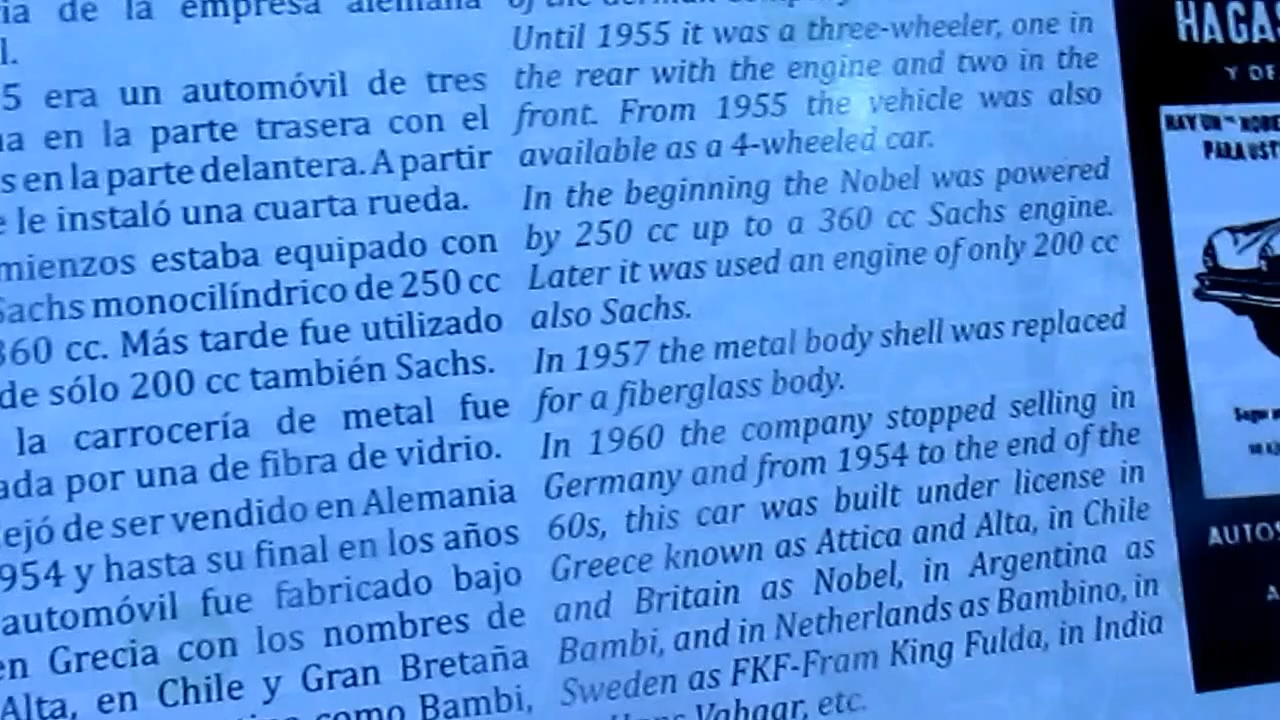 de la empresa alemana
l.
5 era un automóvil de tres
en la parte trasera con el
s en la parte delantera. A partir
le instaló una cuarta rueda.
mienzos estaba equipado con
Sachs monocilíndrico de 250 cc
360 cc. Más tarde fue utilizado
de sólo 200 cc también Sachs.
la carrocería de metal fue
ada por una de fibra de vidrio.
ejó de ser vendido en Alemania
954 y hasta su final en los años
automóvil fue fabricado bajo
en Grecia con los nombres de
Alta, en Chile y Gran Bretaña
como Bambi,
Until 1955 it was a three-wheeler, one in
the rear with the engine and two in the
front. From 1955 the vehicle was also
available as a 4-wheeled car.
In the beginning the Nobel was powered
by 250 cc up to a 360 cc Sachs engine.
Later it was used an engine of only 200 cc
also Sachs.
In 1957 the metal body shell was replaced
for a fiberglass body.
In 1960 the company stopped selling in
Germany and from 1954 to the end of the
60s, this car was built under license in
Greece known as Attica and Alta, in Chile
and Britain as Nobel, in Argentina as
Bambi, and in Netherlands as Bambino, in
Sweden as FKF-Fram King Fulda, in India
Vahaar, etc.
HAGAS
Y DE
HAY UN NOBE
PARA UST
AUTO